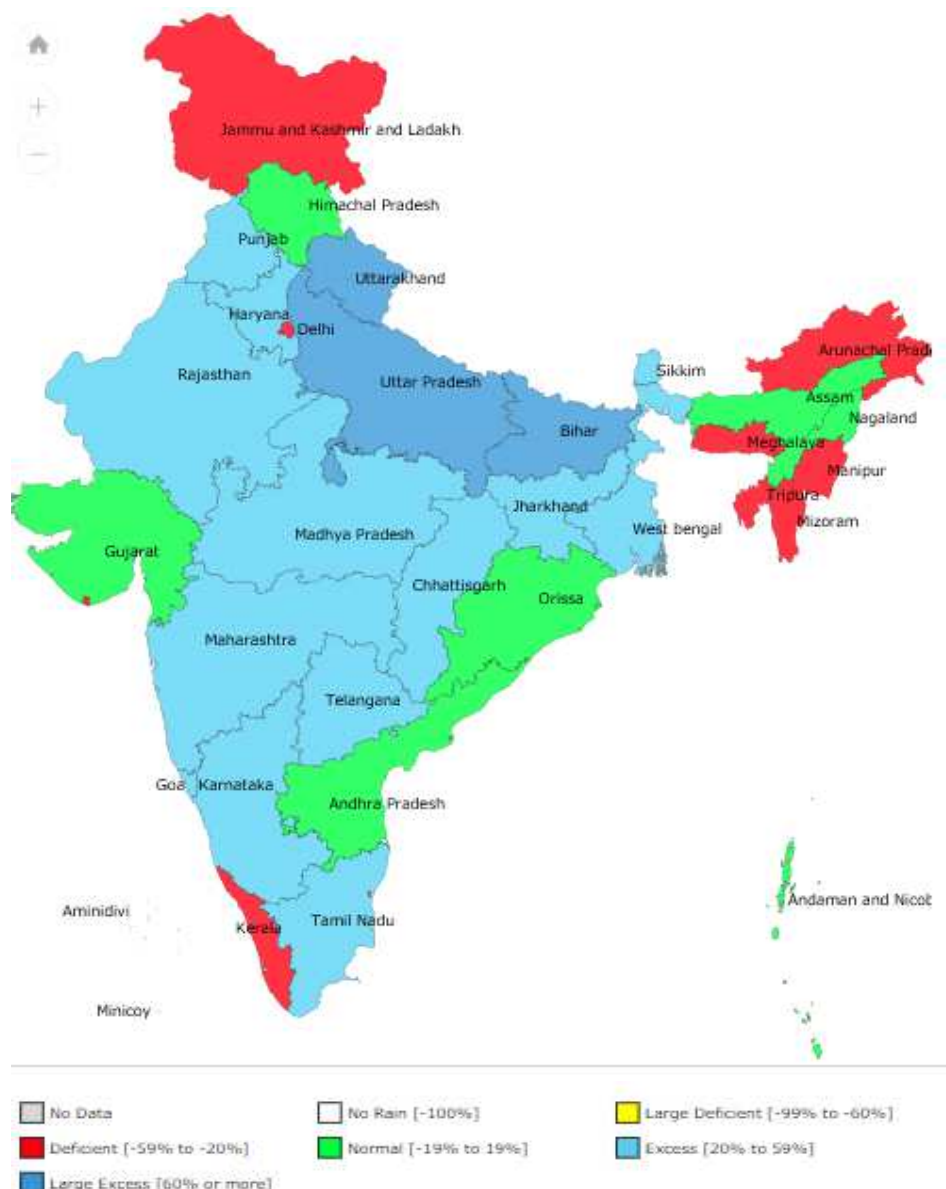 Jammu and Kashmir and Ladakh
Himachal Pradesh
Punjab
Uttarakhand
Haryana
Delhi
Rajasthan
Uttar Pradesh
Sikkim
Arunachal Prad
Assam
Nagaland
Bihar
Meghalaya
Manipur
Tripura
Mizoram
Jharkhand
West bengal
Madhya Pradesh
Gujarat
Chhattisgarh
Orissa
Maharashtra
Telangana
Goa
Karnataka
Andhra Pradesh
Andaman and Nicob
Aminidivi
Kerala
Tamil Nadu
Minicoy
No Data
No Rain [-100%]
Large Deficient [-99% to -60%]
Deficient [-59% to -20%]
Normal [-19% to 19%]
Excess [20% to 59%]
Large Excess [60% or more]